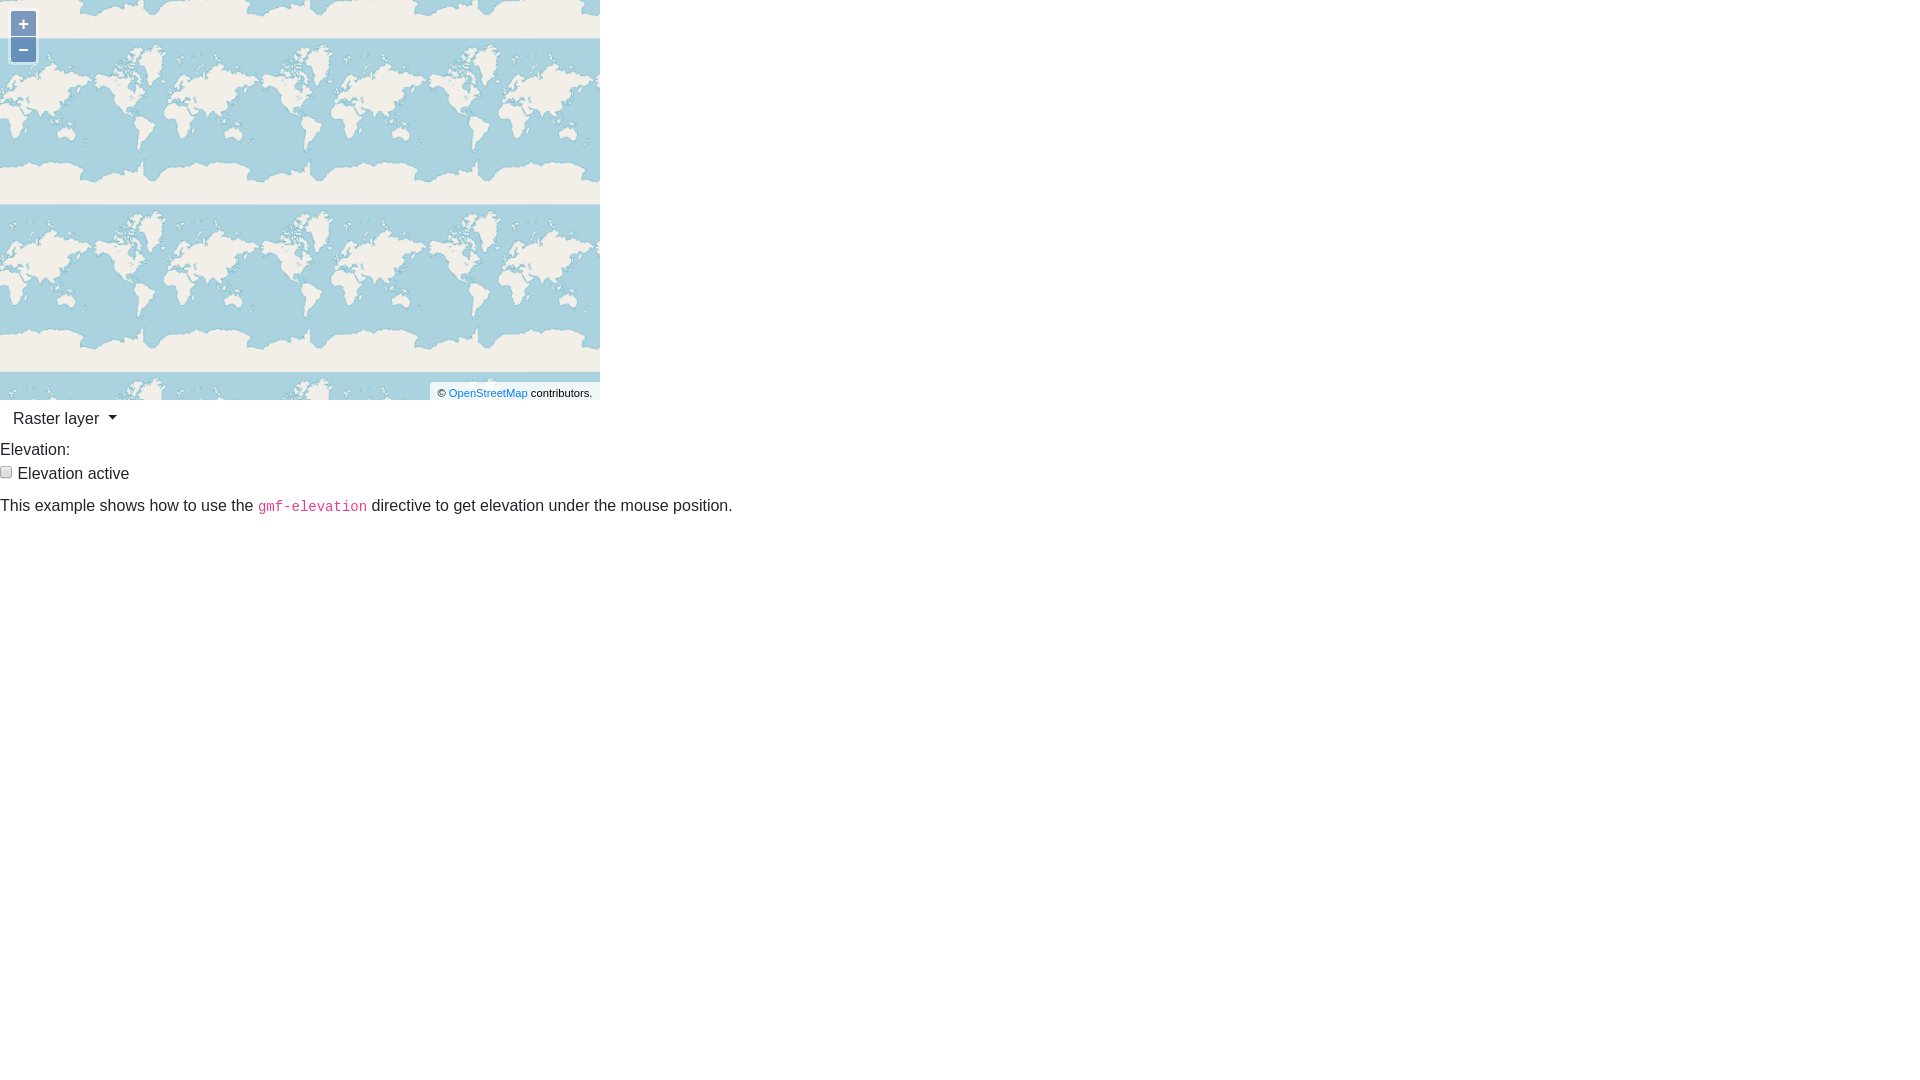 +
−
© OpenStreetMap contributors.
Raster layer
Elevation:
Elevation active
This example shows how to use the gmf-elevation directive to get elevation under the mouse position.